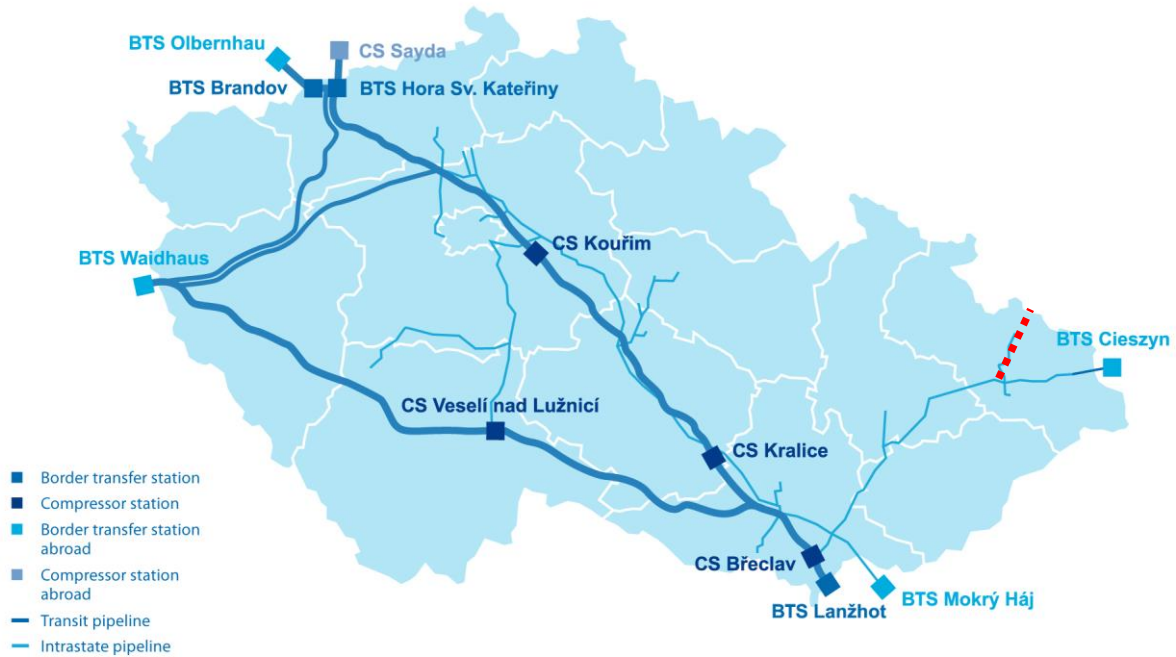 BTS Olbernhau
CS Sayda
BTS Brandov
BTS Hora Sv. Kateřiny
CS Kouřim
BTS Waidhaus
BTS Cieszyn
CS Veselí nad Lužnicí
CS Kralice
CS Břeclav
BTS Mokrý Háj
BTS Lanžhot
Border transfer station
Compressor station
Border transfer station
abroad
Compressor station
abroad
Transit pipeline
Intrastate pipeline